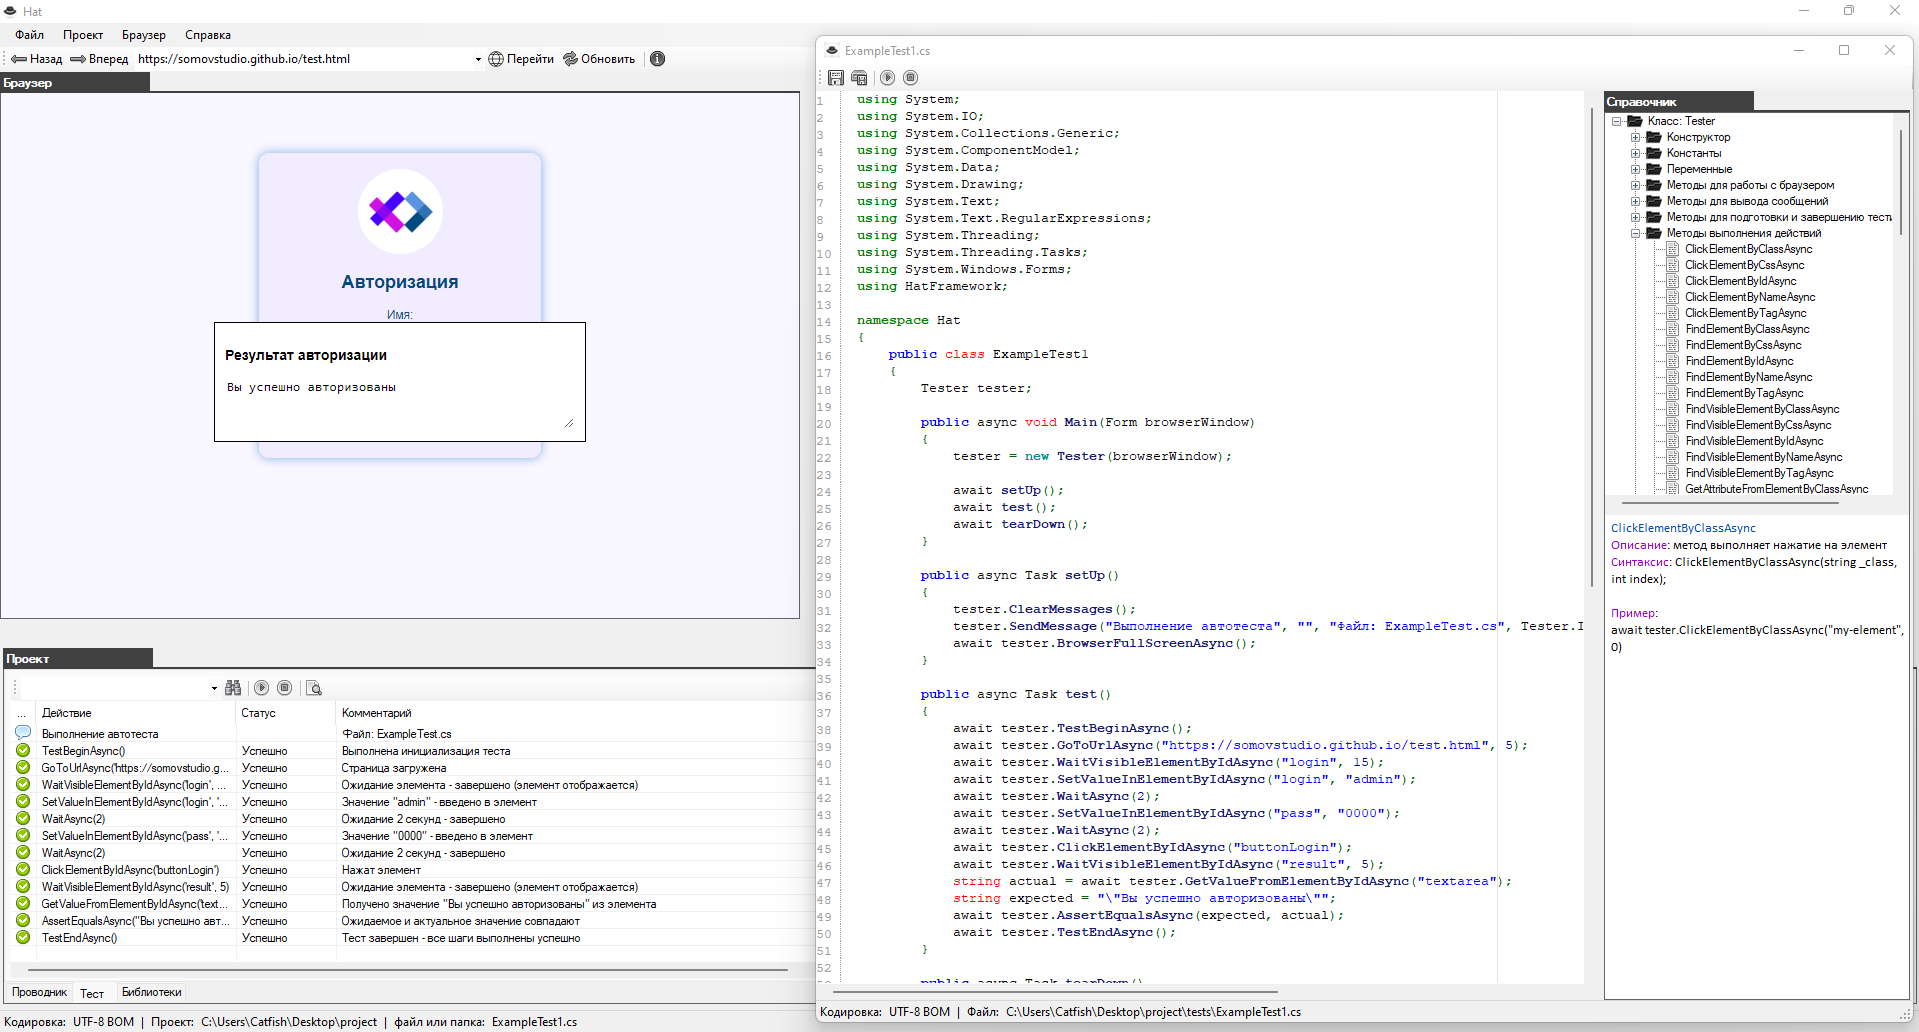 Hat
Файл Проект Браузер Справка
Назад Вперед https://somovstudio.github.io/test.html Перейти Обновить
Браузер
Авторизация
Имя:
Результат авторизации
Вы успешно авторизованы
Проект
... Действие Статус Комментарий
Выполнение автотеста Файл: ExampleTest.cs
TestBeginAsync() Успешно Выполнена инициализация теста
GoToUrlAsync('https://somovstudio.g... Успешно Страница загружена
WaitVisibleElementByIdAsync('login', ... Успешно Ожидание элемента - завершено (элемент отображается)
SetValueInElementByIdAsync('login', '... Успешно Значение "admin" - введено в элемент
WaitAsync(2) Успешно Ожидание 2 секунд - завершено
SetValueInElementByIdAsync('pass', '... Успешно Значение "0000" - введено в элемент
WaitAsync(2) Успешно Ожидание 2 секунд - завершено
ClickElementByIdAsync('buttonLogin') Успешно Нажат элемент
WaitVisibleElementByIdAsync('result', 5) Успешно Ожидание элемента - завершено (элемент отображается)
GetValueFromElementByIdAsync('text... Успешно Получено значение "Вы успешно авторизованы" из элемента
AssertEqualsAsync("Вы успешно авт... Успешно Ожидаемое и актуальное значение совпадают
TestEndAsync() Успешно Тест завершен - все шаги выполнены успешно
Проводник Тест Библиотеки
Кодировка: UTF-8 BOM | Проект: C:\Users\Catfish\Desktop\project | файл или папка: ExampleTest1.cs
ExampleTest1.cs
1 using System;
2 using System.IO;
3 using System.Collections.Generic;
4 using System.ComponentModel;
5 using System.Data;
6 using System.Drawing;
7 using System.Text;
8 using System.Text.RegularExpressions;
9 using System.Threading;
10 using System.Threading.Tasks;
11 using System.Windows.Forms;
12 using HatFramework;
13
14 namespace Hat
15 {
16 public class ExampleTest1
17 {
18 Tester tester;
19
20 public async void Main(Form browserWindow)
21 {
22 tester = new Tester(browserWindow);
23
24 await setUp();
25 await test();
26 await tearDown();
27 }
28
29 public async Task setUp()
30 {
31 tester.ClearMessages();
32 tester.SendMessage("Выполнение автотеста", "", "Файл: ExampleTest.cs", Tester.I
33 await tester.BrowserFullScreenAsync();
34 }
35
36 public async Task test()
37 {
38 await tester.TestBeginAsync();
39 await tester.GoToUrlAsync("https://somovstudio.github.io/test.html", 5);
40 await tester.WaitVisibleElementByIdAsync("login", 15);
41 await tester.SetValueInElementByIdAsync("login", "admin");
42 await tester.WaitAsync(2);
43 await tester.SetValueInElementByIdAsync("pass", "0000");
44 await tester.WaitAsync(2);
45 await tester.ClickElementByIdAsync("buttonLogin");
46 await tester.WaitVisibleElementByIdAsync("result", 5);
47 string actual = await tester.GetValueFromElementByIdAsync("textarea");
48 string expected = "\"Вы успешно авторизованы\"";
49 await tester.AssertEqualsAsync(expected, actual);
50 await tester.TestEndAsync();
51 }
52
public async Task tearDown()
Кодировка: UTF-8 BOM | Файл: C:\Users\Catfish\Desktop\project\tests\ExampleTest1.cs
Справочник
Класс: Tester
Конструктор
Константы
Переменные
Методы для работы с браузером
Методы для вывода сообщений
Методы для подготовки и завершению тести
Методы выполнения действий
ClickElementByClassAsync
ClickElementByCssAsync
ClickElementByIdAsync
ClickElementByNameAsync
ClickElementByTagAsync
FindElementByClassAsync
FindElementByCssAsync
FindElementByIdAsync
FindElementByNameAsync
FindElementByTagAsync
FindVisibleElementByClassAsync
FindVisibleElementByCssAsync
FindVisibleElementByIdAsync
FindVisibleElementByNameAsync
FindVisibleElementByTagAsync
GetAttributeFromElementByClassAsync
ClickElementByClassAsync
Описание: метод выполняет нажатие на элемент
Синтаксис: ClickElementByClassAsync(string _class,
int index);
Пример:
await tester.ClickElementByClassAsync("my-element",
0)